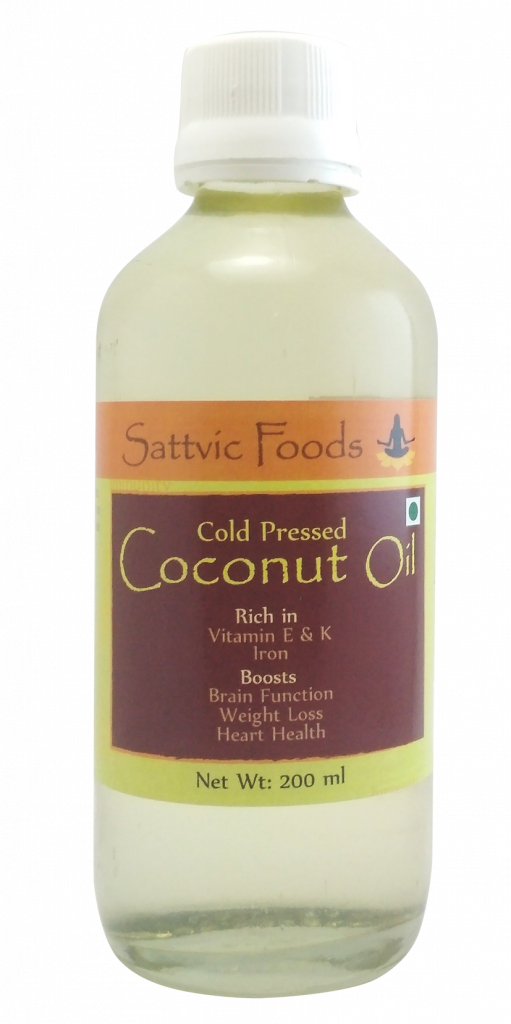 Sattvic Foods
Cold Pressed
Coconut Oil
Rich in
Vitamin E & K
Iron
Boosts
Brain Function
Weight Loss
Heart Health
Net Wt: 200 ml